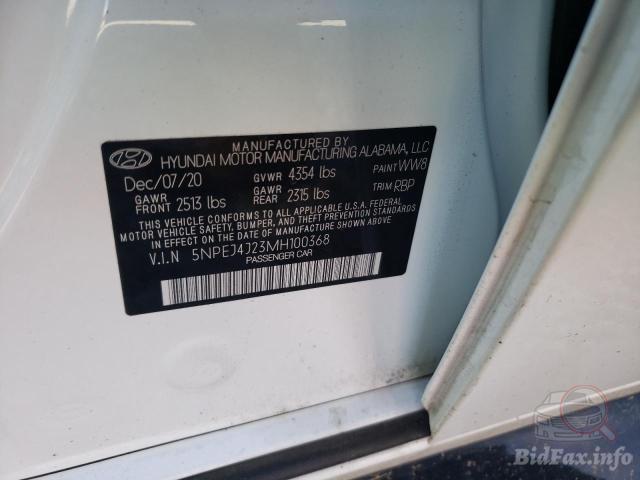 MANUFACTURED BY
HYUNDAI MOTOR MANUFACTURING ALABAMA, LLC
Dec/07/20 GVWR 4354 lbs PAINT WW8
GAWR FRONT 2513 lbs GAWR REAR 2315 lbs TRIM RBP
THIS VEHICLE CONFORMS TO ALL APPLICABLE U.S.A. FEDERAL
MOTOR VEHICLE SAFETY, BUMPER, AND THEFT PREVENTION STANDARDS
IN EFFECT ON THE DATE OF MANUFACTURE SHOWN ABOVE.
V.I.N 5NPEJ4J23MH100368
PASSENGER CAR
BidFax.info